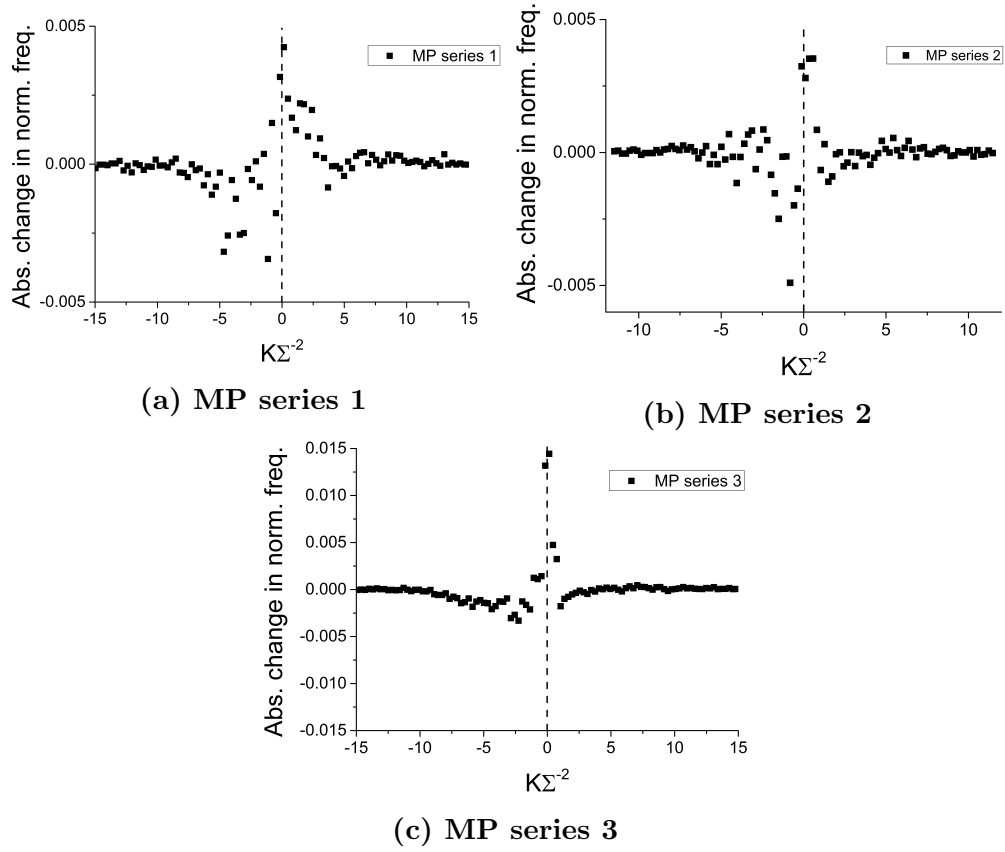 0.005
MP series 1
Abs. change in norm. freq.
0.000
-0.005
-15 -10 -5 0 5 10 15
KΣ⁻²
(a) MP series 1
0.005
MP series 2
Abs. change in norm. freq.
0.000
-0.005
-10 -5 0 5 10
KΣ⁻²
(b) MP series 2
0.015
MP series 3
0.010
0.005
Abs. change in norm. freq.
0.000
-0.005
-0.010
-0.015
-15 -10 -5 0 5 10 15
KΣ⁻²
(c) MP series 3